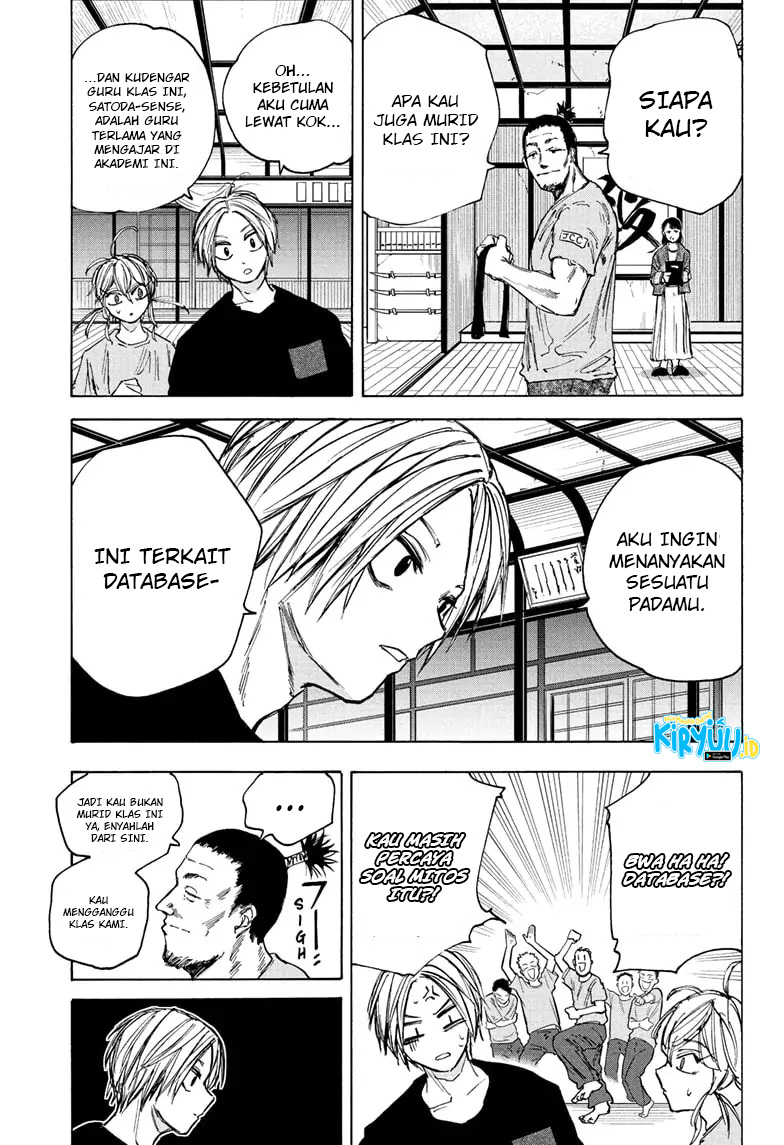 SIAPA
KAU?
APA KAU
JUGA MURID
KLAS INI?
OH...
KEBETULAN
AKU CUMA
LEWAT KOK...
...DAN KUDENGAR
GURU KLAS INI,
SATODA-SENSE,
ADALAH GURU
TERLAMA YANG
MENGAJAR DI
AKADEMI INI.
AKU INGIN
MENANYAKAN
SESUATU
PADAMU.
INI TERKAIT
DATABASE-
KIRYUU.ID
BWA HA HA!
DATABASE?!
KAU MASIH
PERCAYA
SOAL MITOS
ITU?!
...
フー!!
SIGH
JADI KAU BUKAN
MURID KLAS INI
YA, ENYAHLAH
DARI SINI.
KAU
MENGGANGGU
KLAS KAMI.